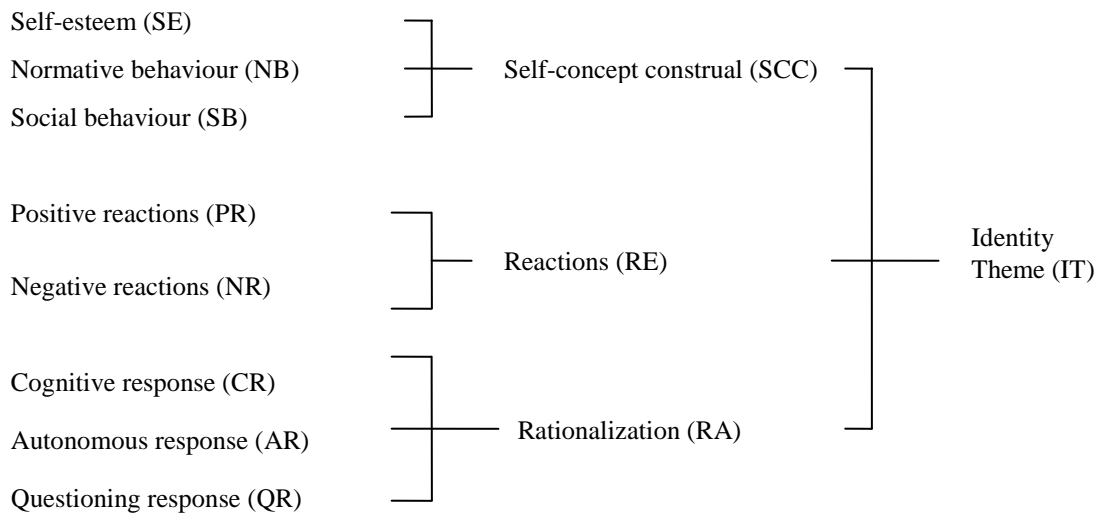 Self-esteem (SE)
Normative behaviour (NB)
Social behaviour (SB)
Self-concept construal (SCC)
Positive reactions (PR)
Negative reactions (NR)
Reactions (RE)
Cognitive response (CR)
Autonomous response (AR)
Questioning response (QR)
Rationalization (RA)
Identity
Theme (IT)